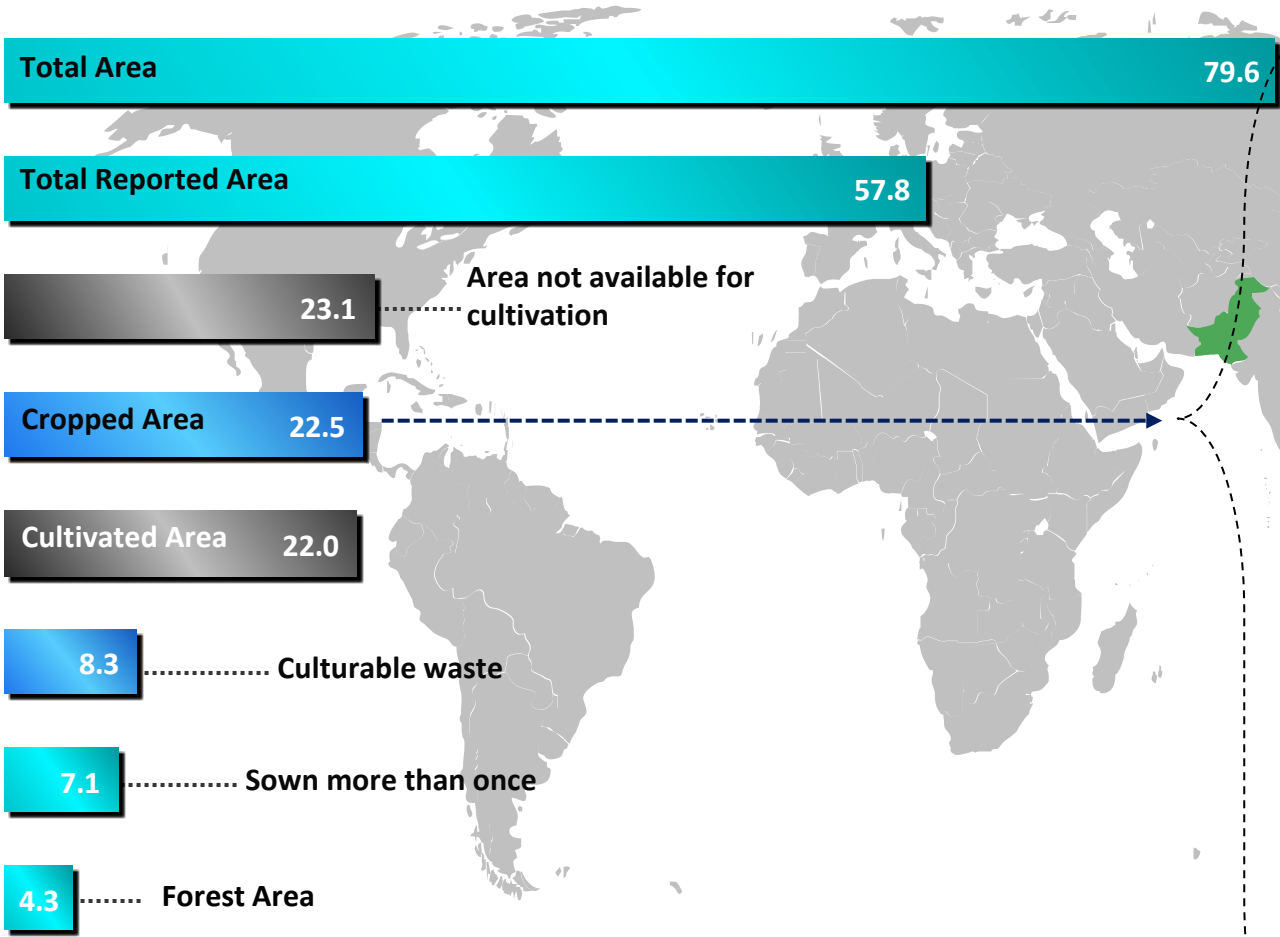 Total Area 79.6
Total Reported Area 57.8
23.1 Area not available for
cultivation
Cropped Area 22.5
Cultivated Area 22.0
8.3 Culturable waste
7.1 Sown more than once
4.3 Forest Area